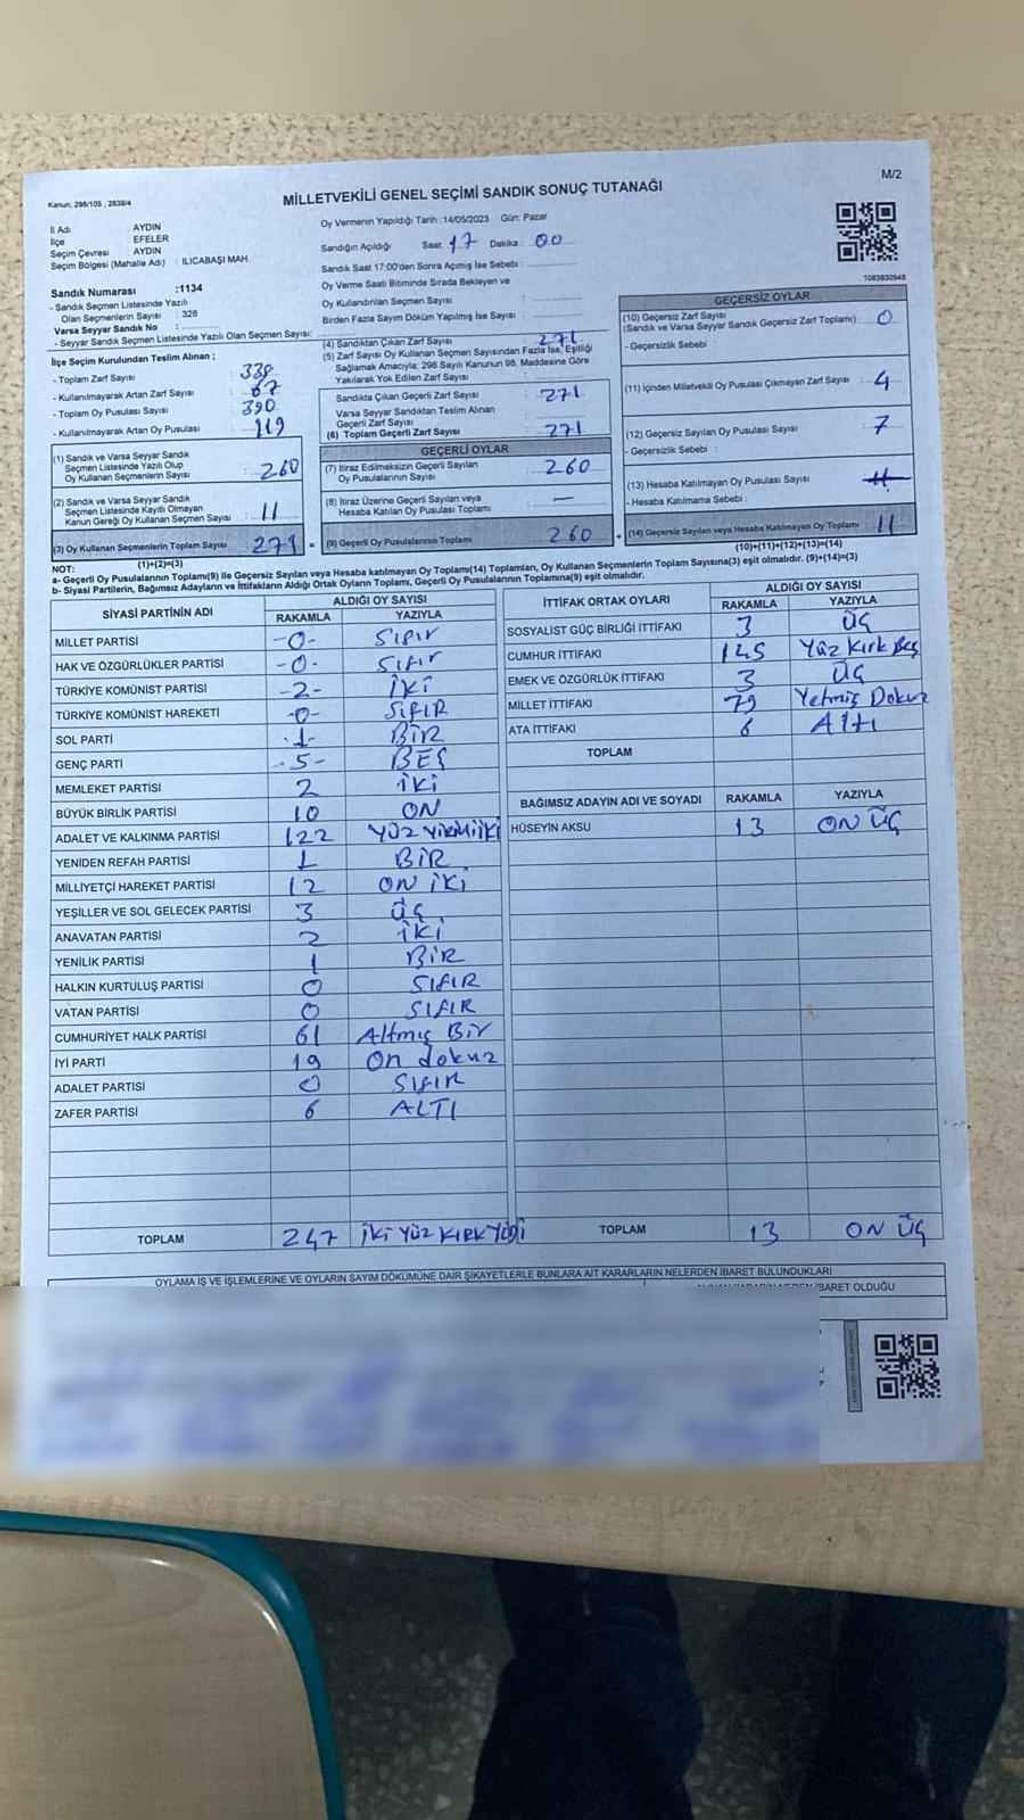 M/2
Kanun, 298/105 , 2839/4
MİLLETVEKİLİ GENEL SEÇİMİ SANDIK SONUÇ TUTANAĞI
İl Adı : AYDIN
İlçe : EFELER
Seçim Çevresi : AYDIN
Seçim Bölgesi (Mahalle Adı) : ILICABAŞI MAH.
Sandık Numarası :1134
- Sandık Seçmen Listesinde Yazılı
Olan Seçmenlerin Sayısı : 326
Varsa Seyyar Sandık No :
- Seyyar Sandık Seçmen Listesinde Yazılı Olan Seçmen Sayısı:
Oy Vermenin Yapıldığı Tarih :14/05/2023 Gün: Pazar
Sandığın Açıldığı Saat 17 Dakika : 00
Sandık Saat 17:00'den Sonra Açımış İse Sebebi :
Oy Verme Saati Bitiminde Sırada Bekleyen ve
Oy Kullandırılan Seçmen Sayısı
Birden Fazla Sayım Döküm Yapılmış İse Sayısı :
1083830948
İlçe Seçim Kurulundan Teslim Alınan ;
- Toplam Zarf Sayısı 338
- Kullanılmayarak Artan Zarf Sayısı 67
- Toplam Oy Pusulası Sayısı 390
- Kullanılmayarak Artan Oy Pusulası 119
(4) Sandıktan Çıkan Zarf Sayısı 271
(5) Zarf Sayısı Oy Kullanan Seçmen Sayısından Fazla İse, Eşitliği
Sağlamak Amacıyla; 298 Sayılı Kanunun 98. Maddesine Göre
Yakılarak Yok Edilen Zarf Sayısı
Sandıkta Çıkan Geçerli Zarf Sayısı 271
Varsa Seyyar Sandıktan Teslim Alınan
Geçerli Zarf Sayısı
(6) Toplam Geçerli Zarf Sayısı 271
GEÇERSİZ OYLAR
(10) Geçersiz Zarf Sayısı 0
(Sandık ve Varsa Seyyar Sandık Geçersiz Zarf Toplamı)
- Geçersizlik Sebebi
(11) İçinden Milletvekili Oy Pusulası Çıkmayan Zarf Sayısı 4
(12) Geçersiz Sayılan Oy Pusulası Sayısı 7
- Geçersizlik Sebebi :
(13) Hesaba Katılmayan Oy Pusulası Sayısı
- Hesaba Katılmama Sebebi :
(14) Geçersiz Sayılan veya Hesaba Katılmayan Oy Toplamı 11
(10)+(11)+(12)+(13)=(14)
(1) Sandık ve Varsa Seyyar Sandık
Seçmen Listesinde Yazılı Olup
Oy Kullanan Seçmenlerin Sayısı 260
(2) Sandık ve Varsa Seyyar Sandık
Seçmen Listesinde Kayıtlı Olmayan
Kanun Gereği Oy Kullanan Seçmen Sayısı 11
(3) Oy Kullanan Seçmenlerin Toplam Sayısı 271
(1)+(2)=(3)
GEÇERLİ OYLAR
(7) İtiraz Edilmeksizin Geçerli Sayılan
Oy Pusulalarının Sayısı 260
(8) İtiraz Üzerine Geçerli Sayılan veya
Hesaba Katılan Oy Pusulası Toplamı —
(9) Geçerli Oy Pusulalarının Toplamı 260
NOT:
a- Geçerli Oy Pusulalarının Toplamı(9) ile Geçersiz Sayılan veya Hesaba katılmayan Oy Toplamı(14) Toplamları, Oy Kullanan Seçmenlerin Toplam Sayısına(3) eşit olmalıdır. (9)+(14)=(3)
b- Siyasi Partilerin, Bağımsız Adayların ve İttifakların Aldığı Ortak Oyların Toplamı, Geçerli Oy Pusulalarının Toplamına(9) eşit olmalıdır.
SİYASİ PARTİNİN ADI ALDIĞI OY SAYISI
RAKAMLA YAZIYLA
MİLLET PARTİSİ -0- Sıfır
HAK VE ÖZGÜRLÜKLER PARTİSİ -0- Sıfır
TÜRKİYE KOMÜNİST PARTİSİ -2- İKİ
TÜRKİYE KOMÜNİST HAREKETİ -0- SIFIR
SOL PARTİ -1- BİR
GENÇ PARTİ -5- BEŞ
MEMLEKET PARTİSİ 2 iki
BÜYÜK BİRLİK PARTİSİ 10 ON
ADALET VE KALKINMA PARTİSİ 122 YÜZ YİRMİ İKİ
YENİDEN REFAH PARTİSİ 1 BİR
MİLLİYETÇİ HAREKET PARTİSİ 12 ON İKİ
YEŞİLLER VE SOL GELECEK PARTİSİ 3 ÜÇ
ANAVATAN PARTİSİ 2 İKİ
YENİLİK PARTİSİ 1 BİR
HALKIN KURTULUŞ PARTİSİ 0 SIFIR
VATAN PARTİSİ 0 SIFIR
CUMHURİYET HALK PARTİSİ 61 Altmış Bir
İYİ PARTİ 19 On dokuz
ADALET PARTİSİ 0 SIFIR
ZAFER PARTİSİ 6 ALTI
TOPLAM 247 İki YÜZ KIRK Yedi
İTTİFAK ORTAK OYLARI ALDIĞI OY SAYISI
RAKAMLA YAZIYLA
SOSYALİST GÜÇ BİRLİĞİ İTTİFAKI 3 ÜÇ
CUMHUR İTTİFAKI 145 Yüz Kırk Beş
EMEK VE ÖZGÜRLÜK İTTİFAKI 3 ÜÇ
MİLLET İTTİFAKI 79 Yetmiş Dokuz
ATA İTTİFAKI 6 Altı
TOPLAM
BAĞIMSIZ ADAYIN ADI VE SOYADI RAKAMLA YAZIYLA
HÜSEYİN AKSU 13 ON ÜÇ
TOPLAM 13 ON ÜÇ
OYLAMA İŞ VE İŞLEMLERİNE VE OYLARIN SAYIM DÖKÜMÜNE DAİR ŞİKAYETLERLE BUNLARA AİT KARARLARIN NELERDEN İBARET BULUNDUKLARI
BARET OLDUĞU